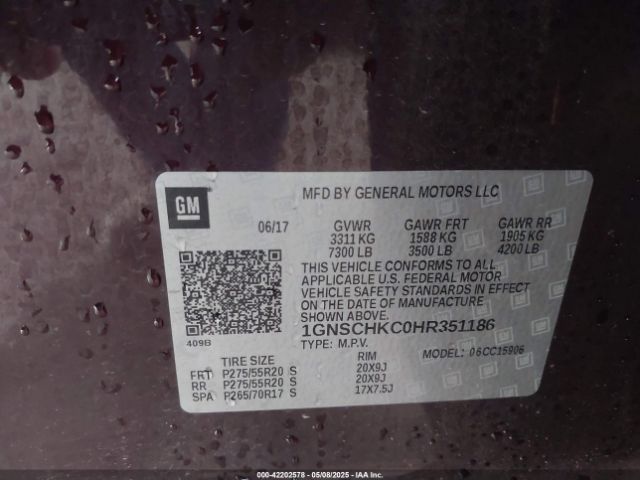 GM
MFD BY GENERAL MOTORS LLC
06/17 GVWR GAWR FRT GAWR RR
3311 KG 1588 KG 1905 KG
7300 LB 3500 LB 4200 LB
THIS VEHICLE CONFORMS TO ALL
APPLICABLE U.S. FEDERAL MOTOR
VEHICLE SAFETY STANDARDS IN EFFECT
ON THE DATE OF MANUFACTURE
SHOWN ABOVE.
1GNSCHKC0HR351186
409B
TYPE: M.P.V. MODEL: 06CC15906
TIRE SIZE RIM
FRT P275/55R20 S 20X9J
RR P275/55R20 S 20X9J
SPA P265/70R17 S 17X7.5J
000-42202578 - 05/08/2025 - IAA Inc.